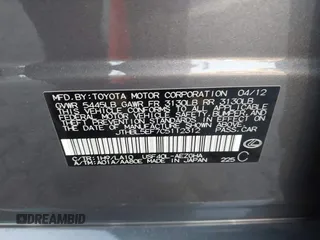 MFD.BY:TOYOTA MOTOR CORPORATION 04/12
GVWR 5445LB GAWR FR 3130LB RR 3130LB
THIS VEHICLE CONFORMS TO ALL APPLICABLE
FEDERAL MOTOR VEHICLE SAFETY,BUMPER,
AND THEFT PREVENTION STANDARDS IN EFFECT
ON THE DATE OF MANUFACTURE SHOWN ABOVE.
JTHBL5EF7C5112312 PASS.CAR
C/TR:1H9/LA10 USF40L-AEZGHA
A/TM:A01A/AA80E MADE IN JAPAN 225 C
DREAMBID